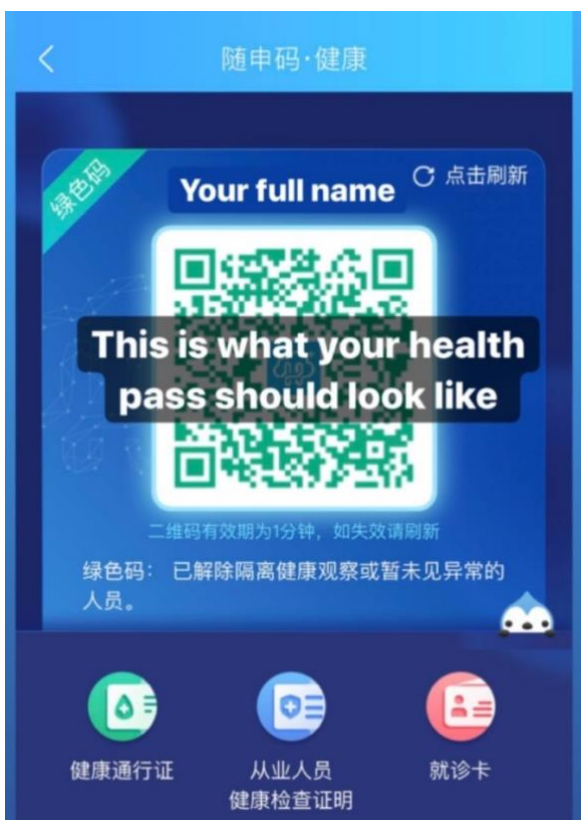 随申码·健康
绿色码
Your full name
点击刷新
This is what your health
pass should look like
二维码有效期为1分钟，如失效请刷新
绿色码： 已解除隔离健康观察或暂未见异常的
人员。
健康通行证
从业人员
健康检查证明
就诊卡